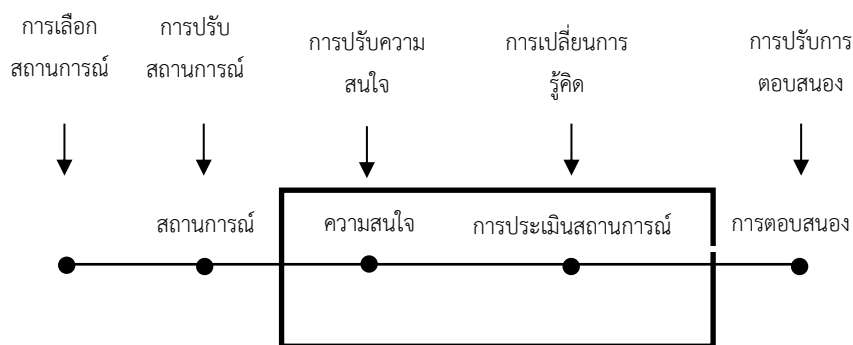 การเลือก
สถานการณ์
การปรับ
สถานการณ์
การปรับความ
สนใจ
การเปลี่ยนการ
รู้คิด
การปรับการ
ตอบสนอง
สถานการณ์
ความสนใจ
การประเมินสถานการณ์
การตอบสนอง